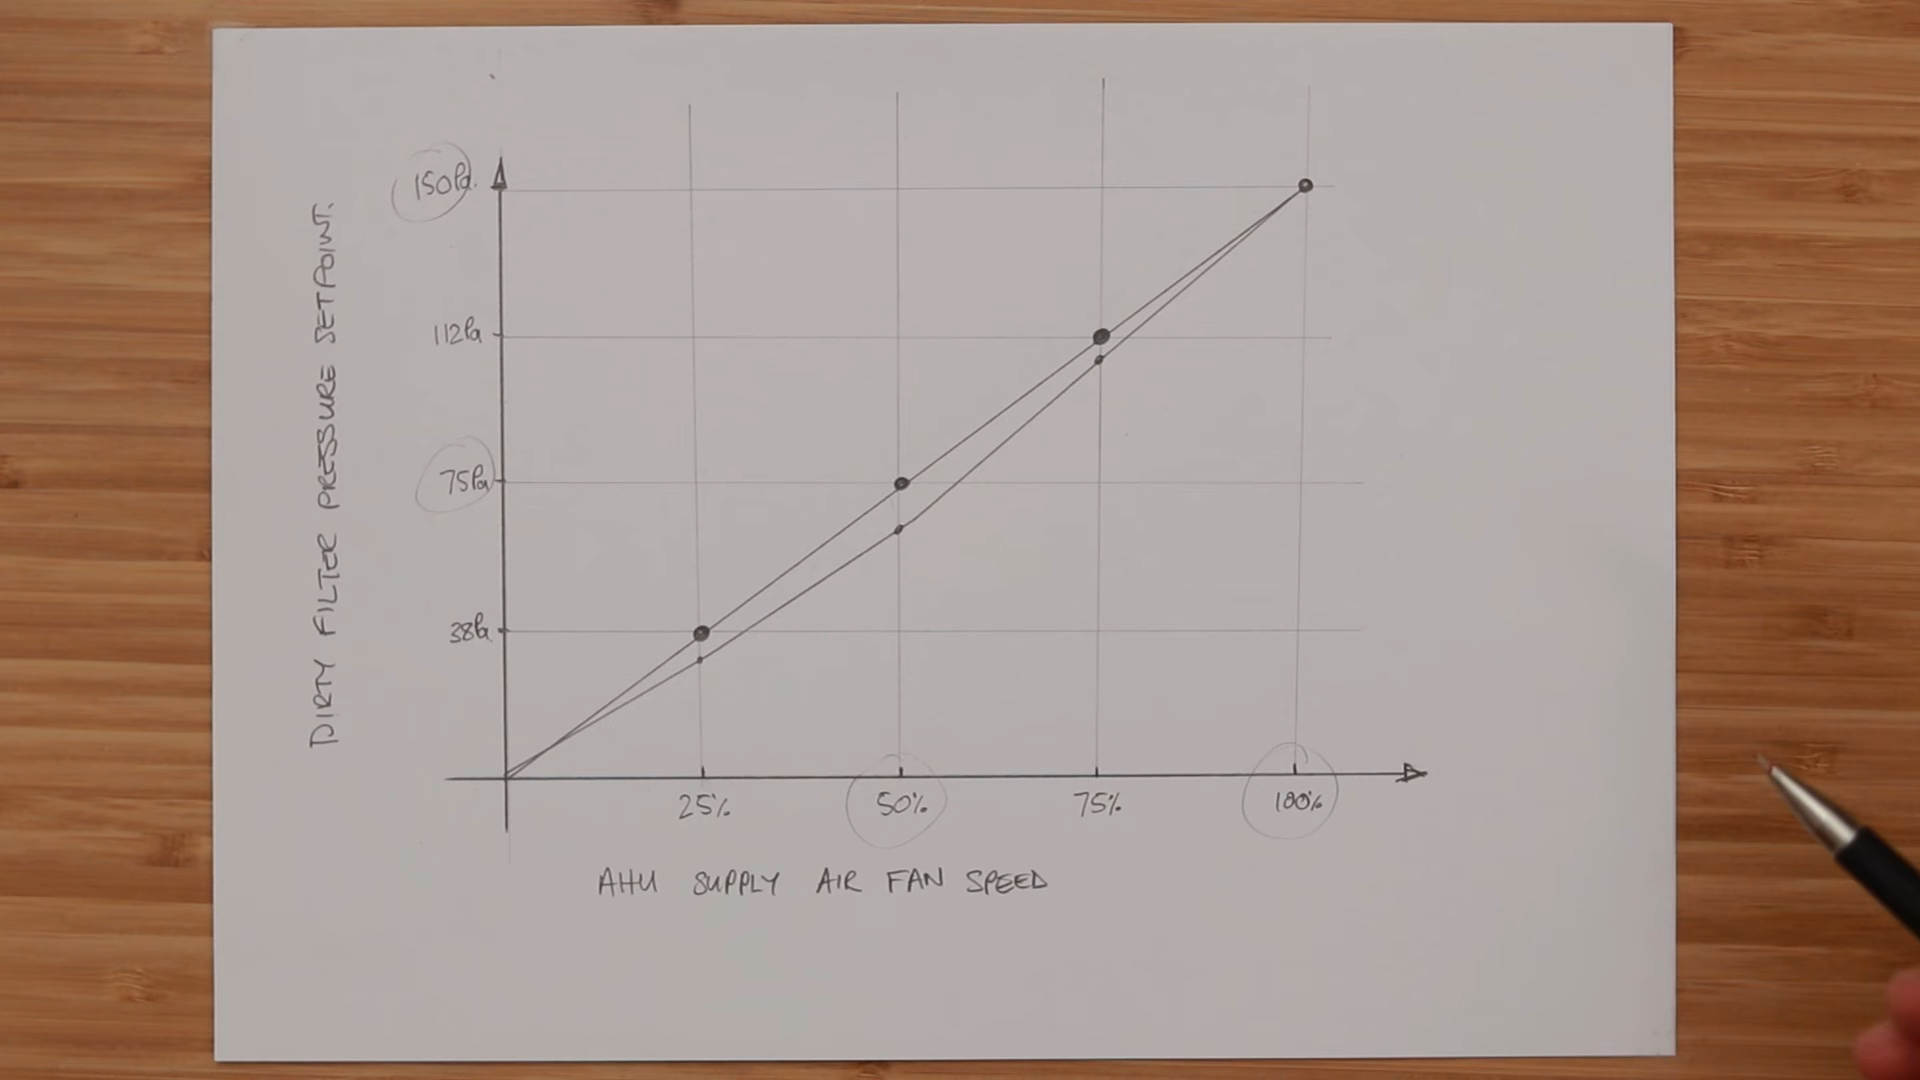 150Pa.
112Pa
75Pa
38Pa
DIRTY FILTER PRESSURE SETPOINT.
25%
50%
75%
100%
AHU SUPPLY AIR FAN SPEED